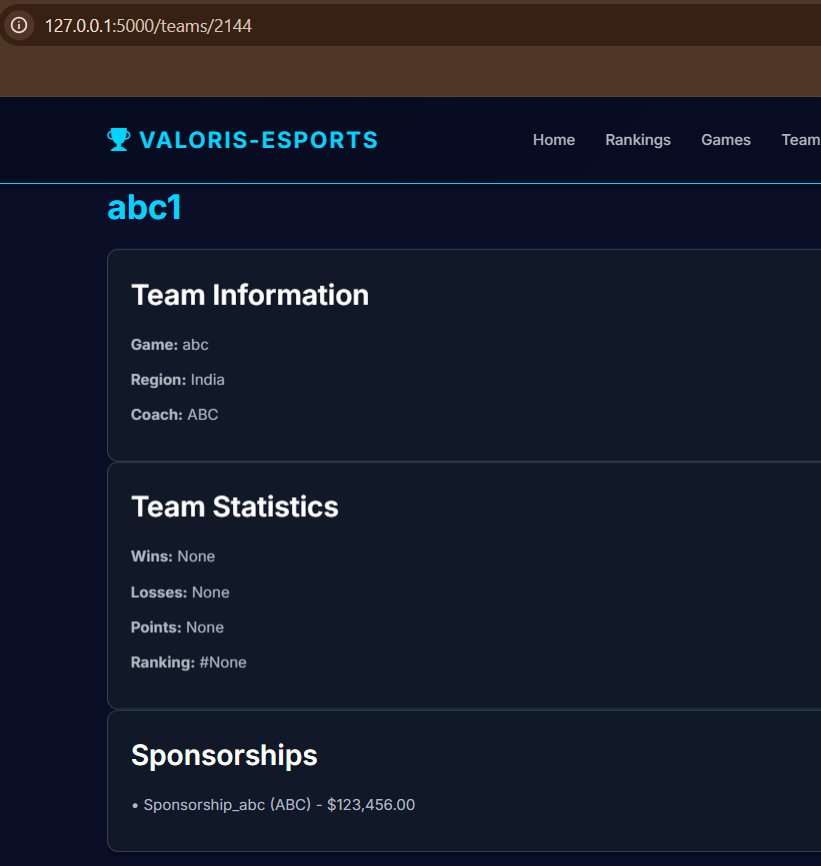 127.0.0.1:5000/teams/2144
VALORIS-ESPORTS
Home Rankings Games Team
abc1
Team Information
Game: abc
Region: India
Coach: ABC
Team Statistics
Wins: None
Losses: None
Points: None
Ranking: #None
Sponsorships
• Sponsorship_abc (ABC) - $123,456.00